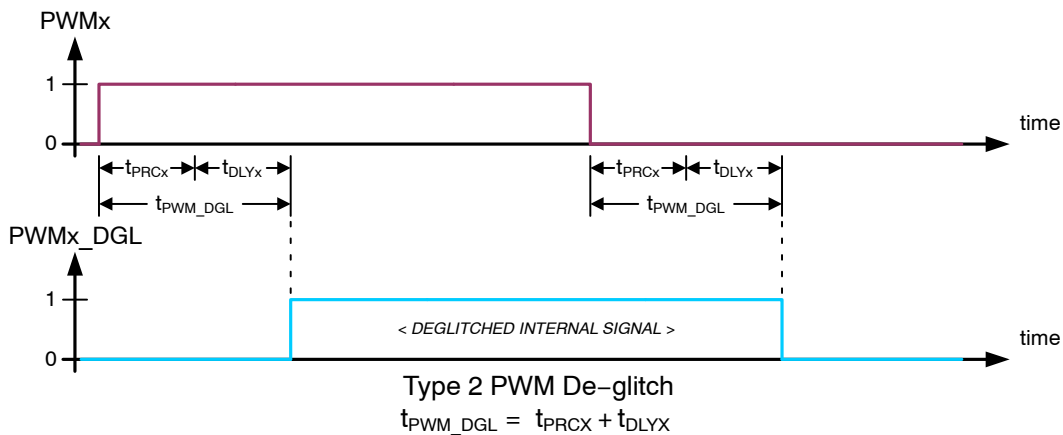 PWMx
1
0
time
tPRCx tDLYx tPRCx tDLYx
tPWM_DGL tPWM_DGL
PWMx_DGL
1
< DEGLITCHED INTERNAL SIGNAL >
0
time
Type 2 PWM De−glitch
tPWM_DGL = tPRCX + tDLYX